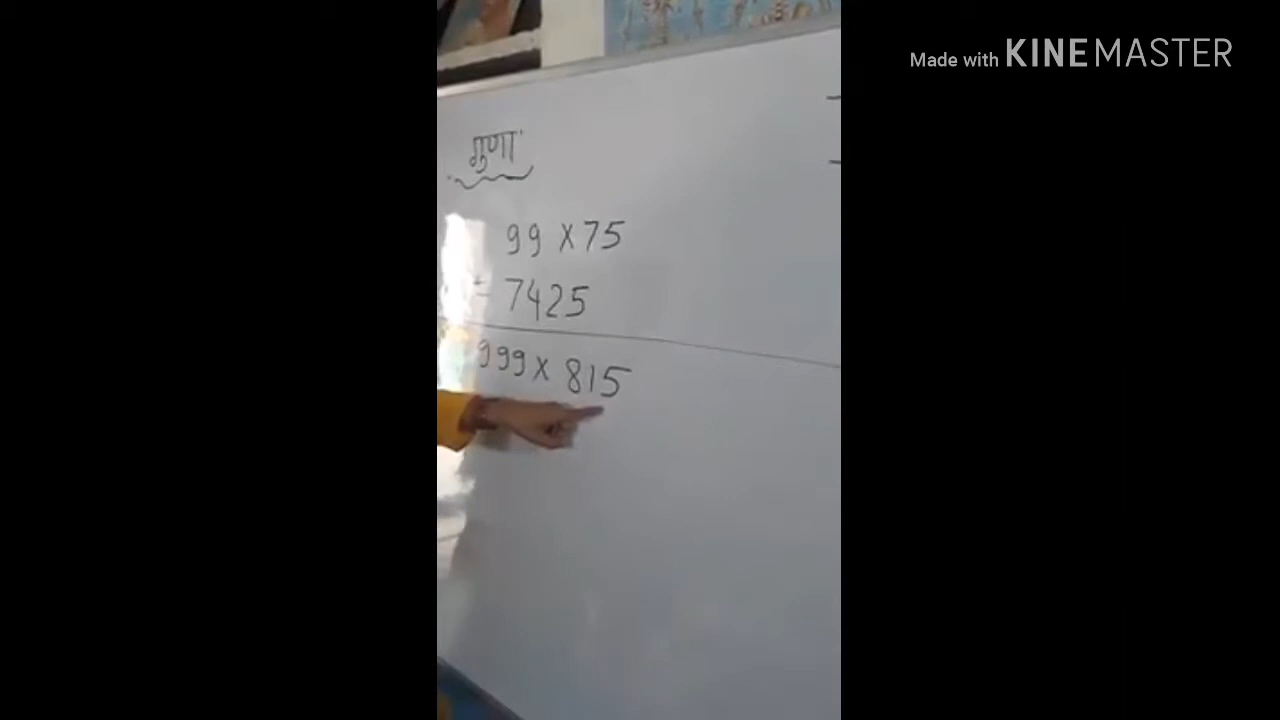 Made with KINEMASTER
गुणा
99 × 75
= 7425
999 × 815